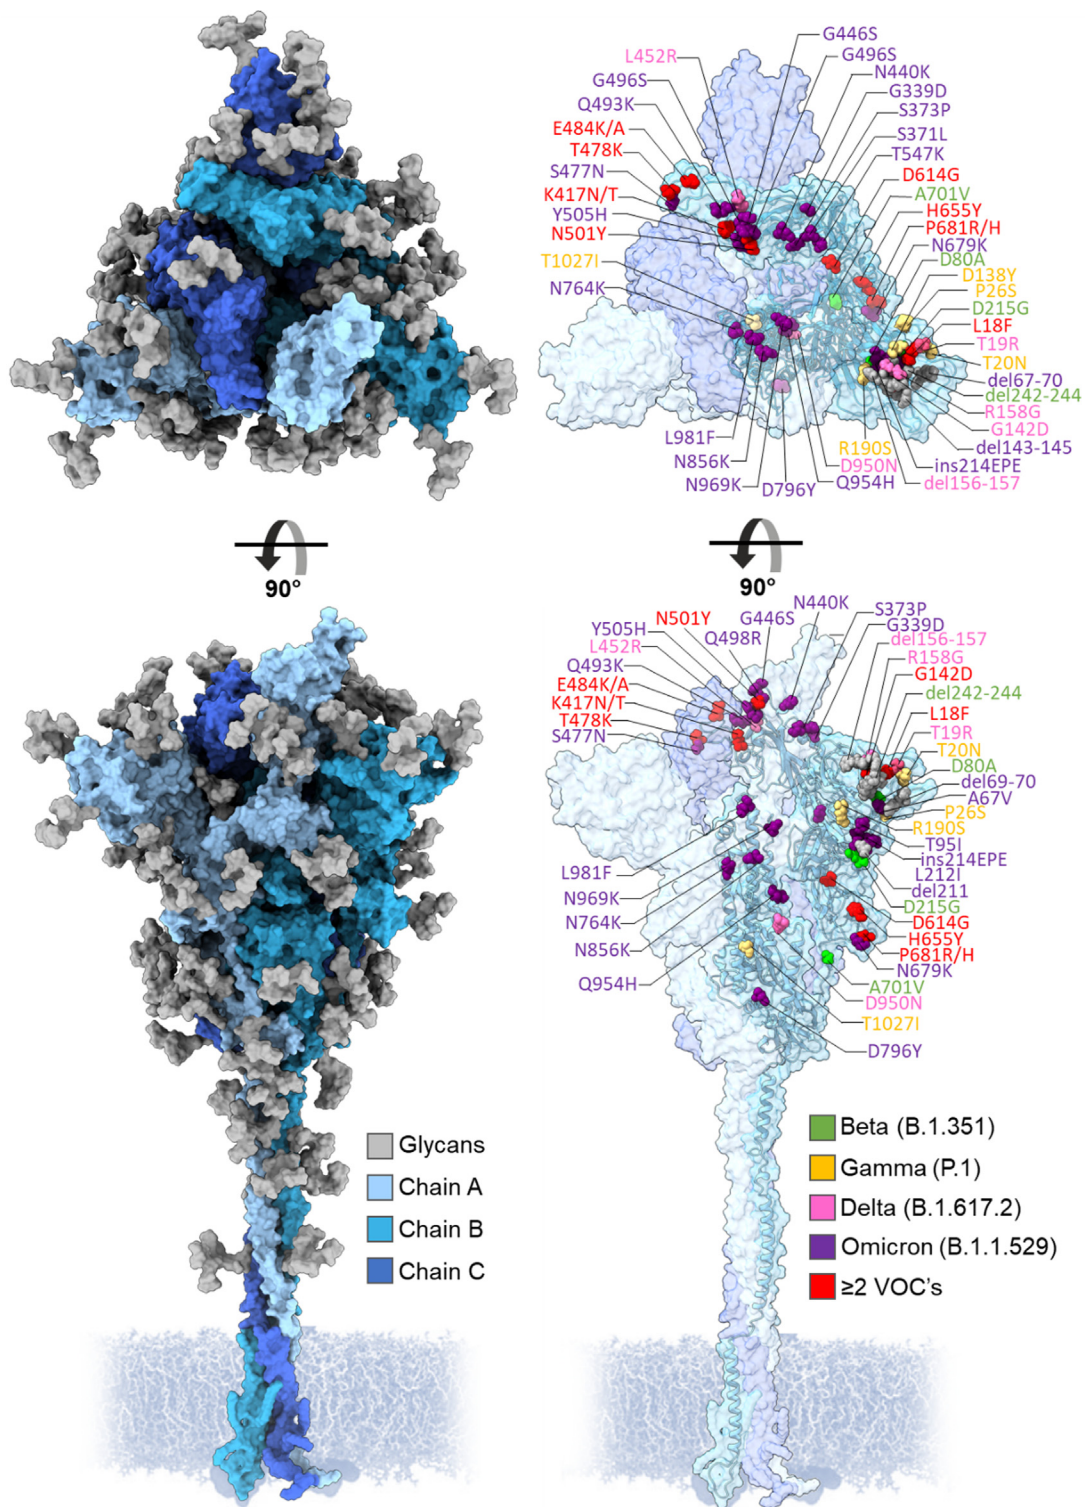 G446S
L452R
G496S
G496S
N440K
Q493K
G339D
S373P
E484K/A
S371L
T478K
T547K
S477N
D614G
K417N/T
A701V
Y505H
H655Y
N501Y
P681R/H
N679K
T1027I
D80A
D138Y
N764K
P26S
D215G
L18F
T19R
T20N
del67-70
del242-244
R158G
G142D
L981F
R190S
del143-145
N856K
D950N
ins214EPE
N969K
D796Y
Q954H
del156-157
90°
90°
N440K
N501Y
G446S
S373P
Y505H
Q498R
G339D
L452R
del156-157
Q493K
R158G
E484K/A
G142D
K417N/T
del242-244
T478K
L18F
S477N
T19R
T20N
D80A
del69-70
A67V
P26S
R190S
T95I
L981F
ins214EPE
L212I
N969K
del211
N764K
D215G
D614G
N856K
H655Y
P681R/H
N679K
Q954H
A701V
D950N
T1027I
D796Y
Glycans
Chain A
Chain B
Chain C
Beta (B.1.351)
Gamma (P.1)
Delta (B.1.617.2)
Omicron (B.1.1.529)
≥2 VOC's